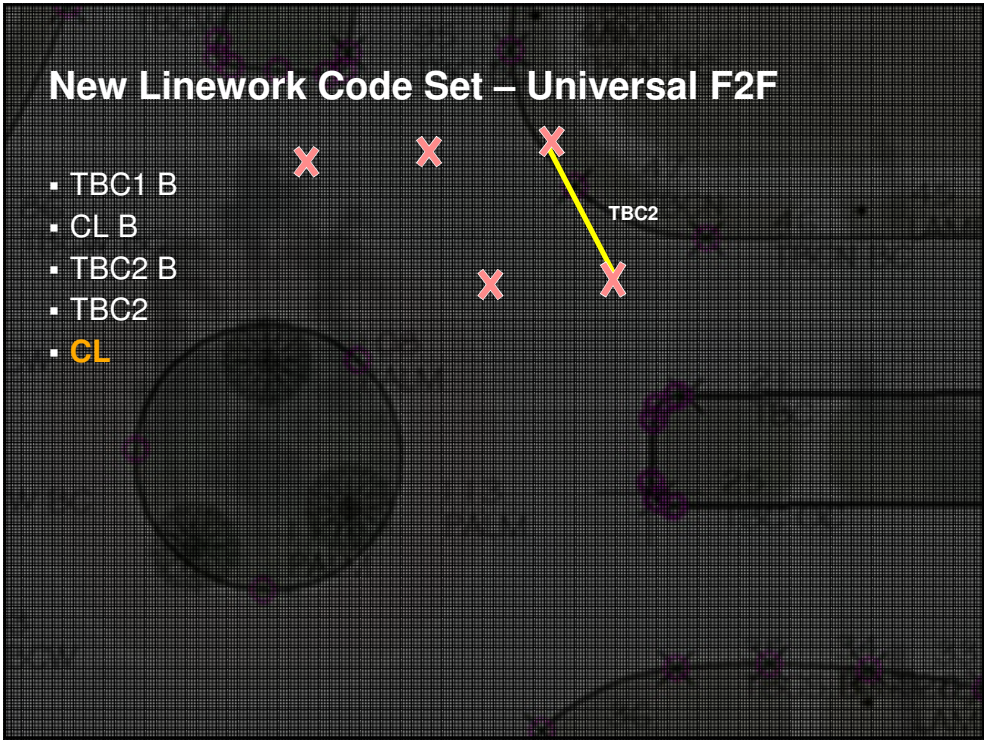 New Linework Code Set – Universal F2F
▪ TBC1 B
▪ CL B
▪ TBC2 B
▪ TBC2
▪ CL
TBC2